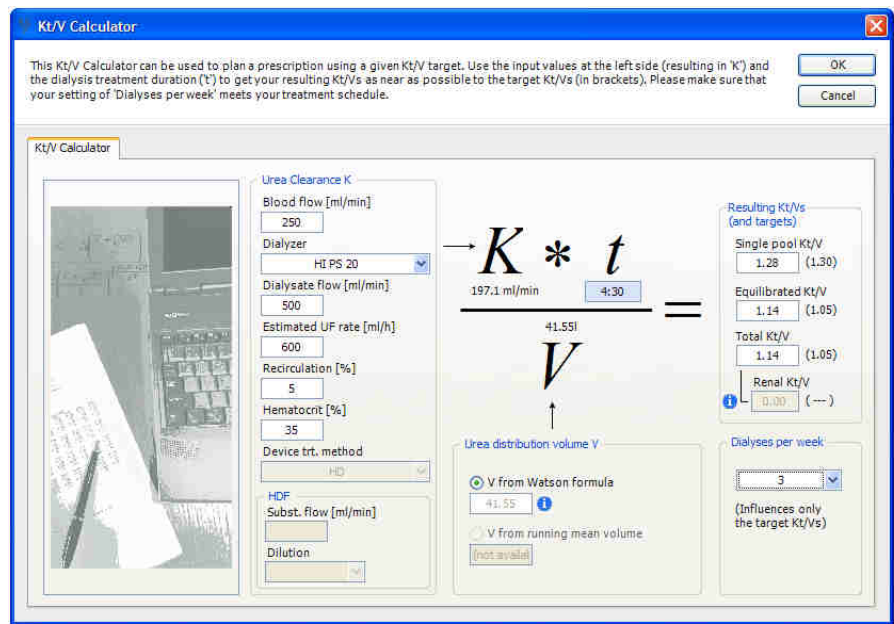 Kt/V Calculator
This Kt/V Calculator can be used to plan a prescription using a given Kt/V target. Use the input values at the left side (resulting in 'K') and
the dialysis treatment duration ('t') to get your resulting Kt/Vs as near as possible to the target Kt/Vs (in brackets). Please make sure that
your setting of 'Dialyses per week' meets your treatment schedule.
OK
Cancel
Kt/V Calculator
Urea Clearance K
Blood flow [ml/min]
250
Dialyzer
HI PS 20
Dialysate flow [ml/min]
500
Estimated UF rate [ml/h]
600
Recirculation [%]
5
Hematocrit [%]
35
Device trt. method
HD
HDF
Subst. flow [ml/min]
Dilution
K * t
197.1 ml/min
4:30
=
41.55l
V
Urea distribution volume V
V from Watson formula
41.55
V from running mean volume
(not availal
Resulting Kt/Vs
(and targets)
Single pool Kt/V
1.28 (1.30)
Equilibrated Kt/V
1.14 (1.05)
Total Kt/V
1.14 (1.05)
Renal Kt/V
0.00 (---)
Dialyses per week
3
(Influences only
the target Kt/Vs)